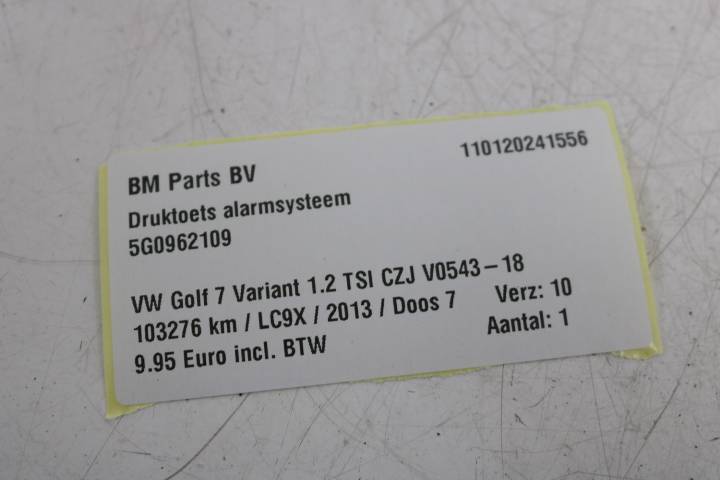 110120241556
BM Parts BV
Druktoets alarmsysteem
5G0962109
VW Golf 7 Variant 1.2 TSI CZJ V0543-18
103276 km / LC9X / 2013 / Doos 7 Verz: 10
9.95 Euro incl. BTW Aantal: 1